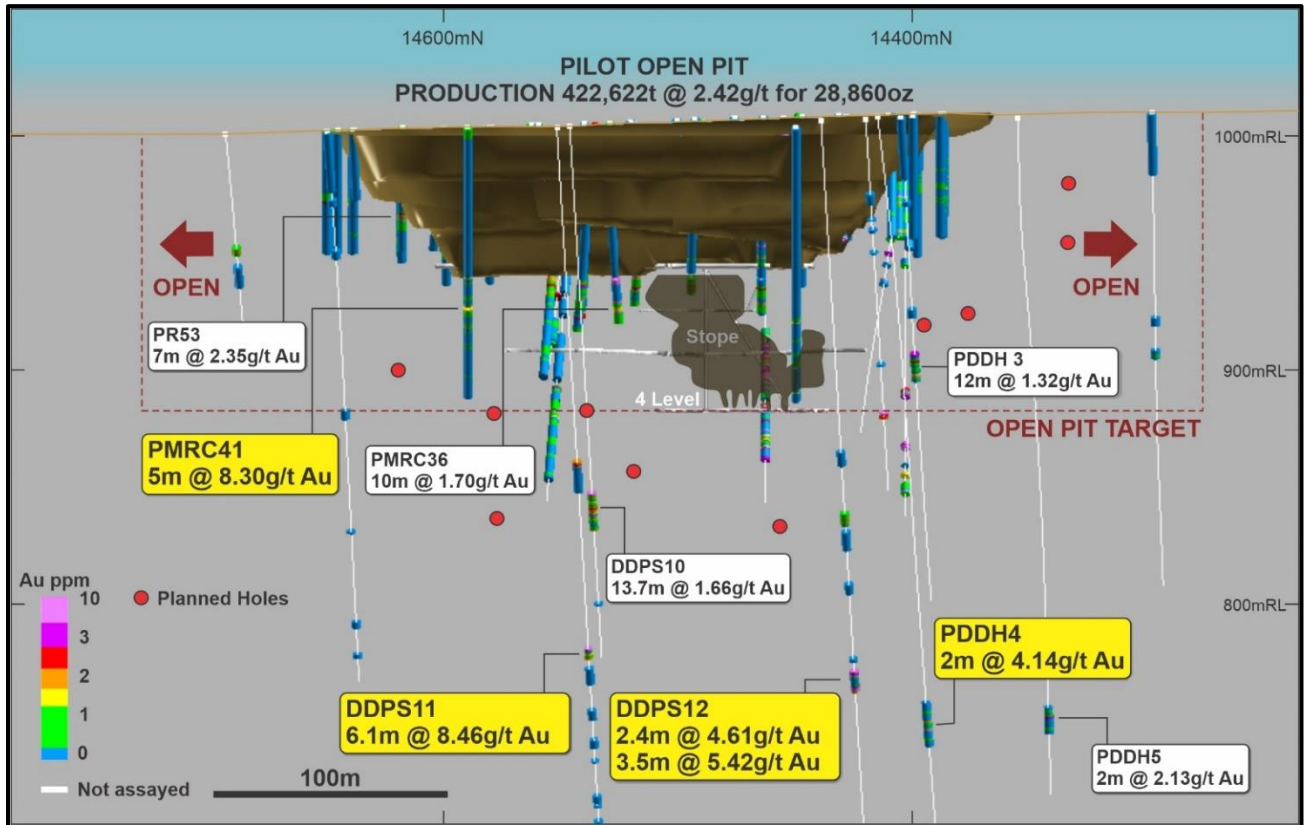 14600mN
14400mN
PILOT OPEN PIT
PRODUCTION 422,622t @ 2.42g/t for 28,860oz
1000mRL
OPEN
OPEN
PR53
7m @ 2.35g/t Au
Stope
PDDH 3
12m @ 1.32g/t Au
900mRL
4 Level
OPEN PIT TARGET
PMRC41
5m @ 8.30g/t Au
PMRC36
10m @ 1.70g/t Au
DDPS10
13.7m @ 1.66g/t Au
Au ppm
10
3
2
1
0
Planned Holes
Not assayed
800mRL
PDDH4
2m @ 4.14g/t Au
DDPS11
6.1m @ 8.46g/t Au
DDPS12
2.4m @ 4.61g/t Au
3.5m @ 5.42g/t Au
PDDH5
2m @ 2.13g/t Au
100m